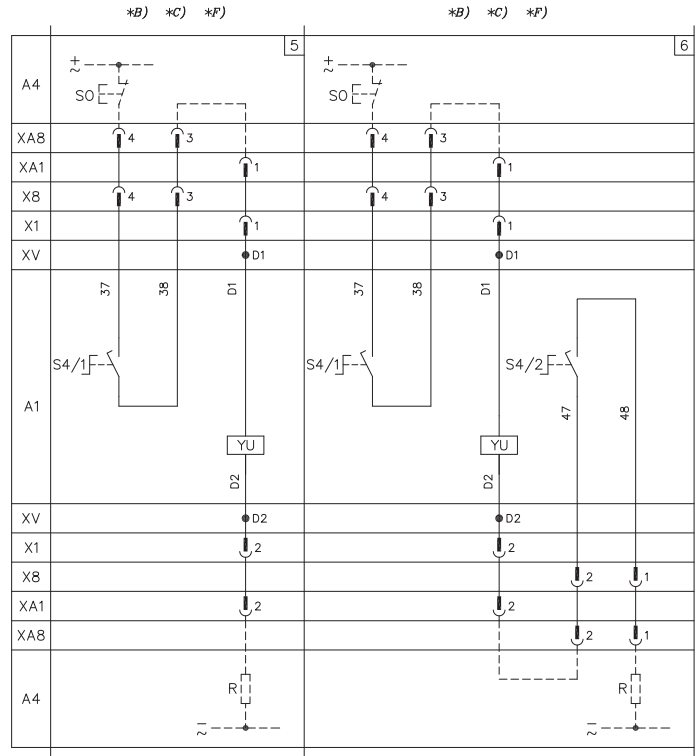 *B) *C) *F) *B) *C) *F)
5 6
+ ~ + ~
A4 SO SO
XA8 4 3 4 3
XA1 1 1
X8 4 3 4 3
X1 1 1
XV D1 D1
37 38 D1 37 38 D1
S4/1 S4/1 S4/2
A1 47 48
YU YU
D2 D2
XV D2 D2
X1 2 2
X8 2 1
XA1 2 2
XA8 2 1
A4 R R
− ~ − ~